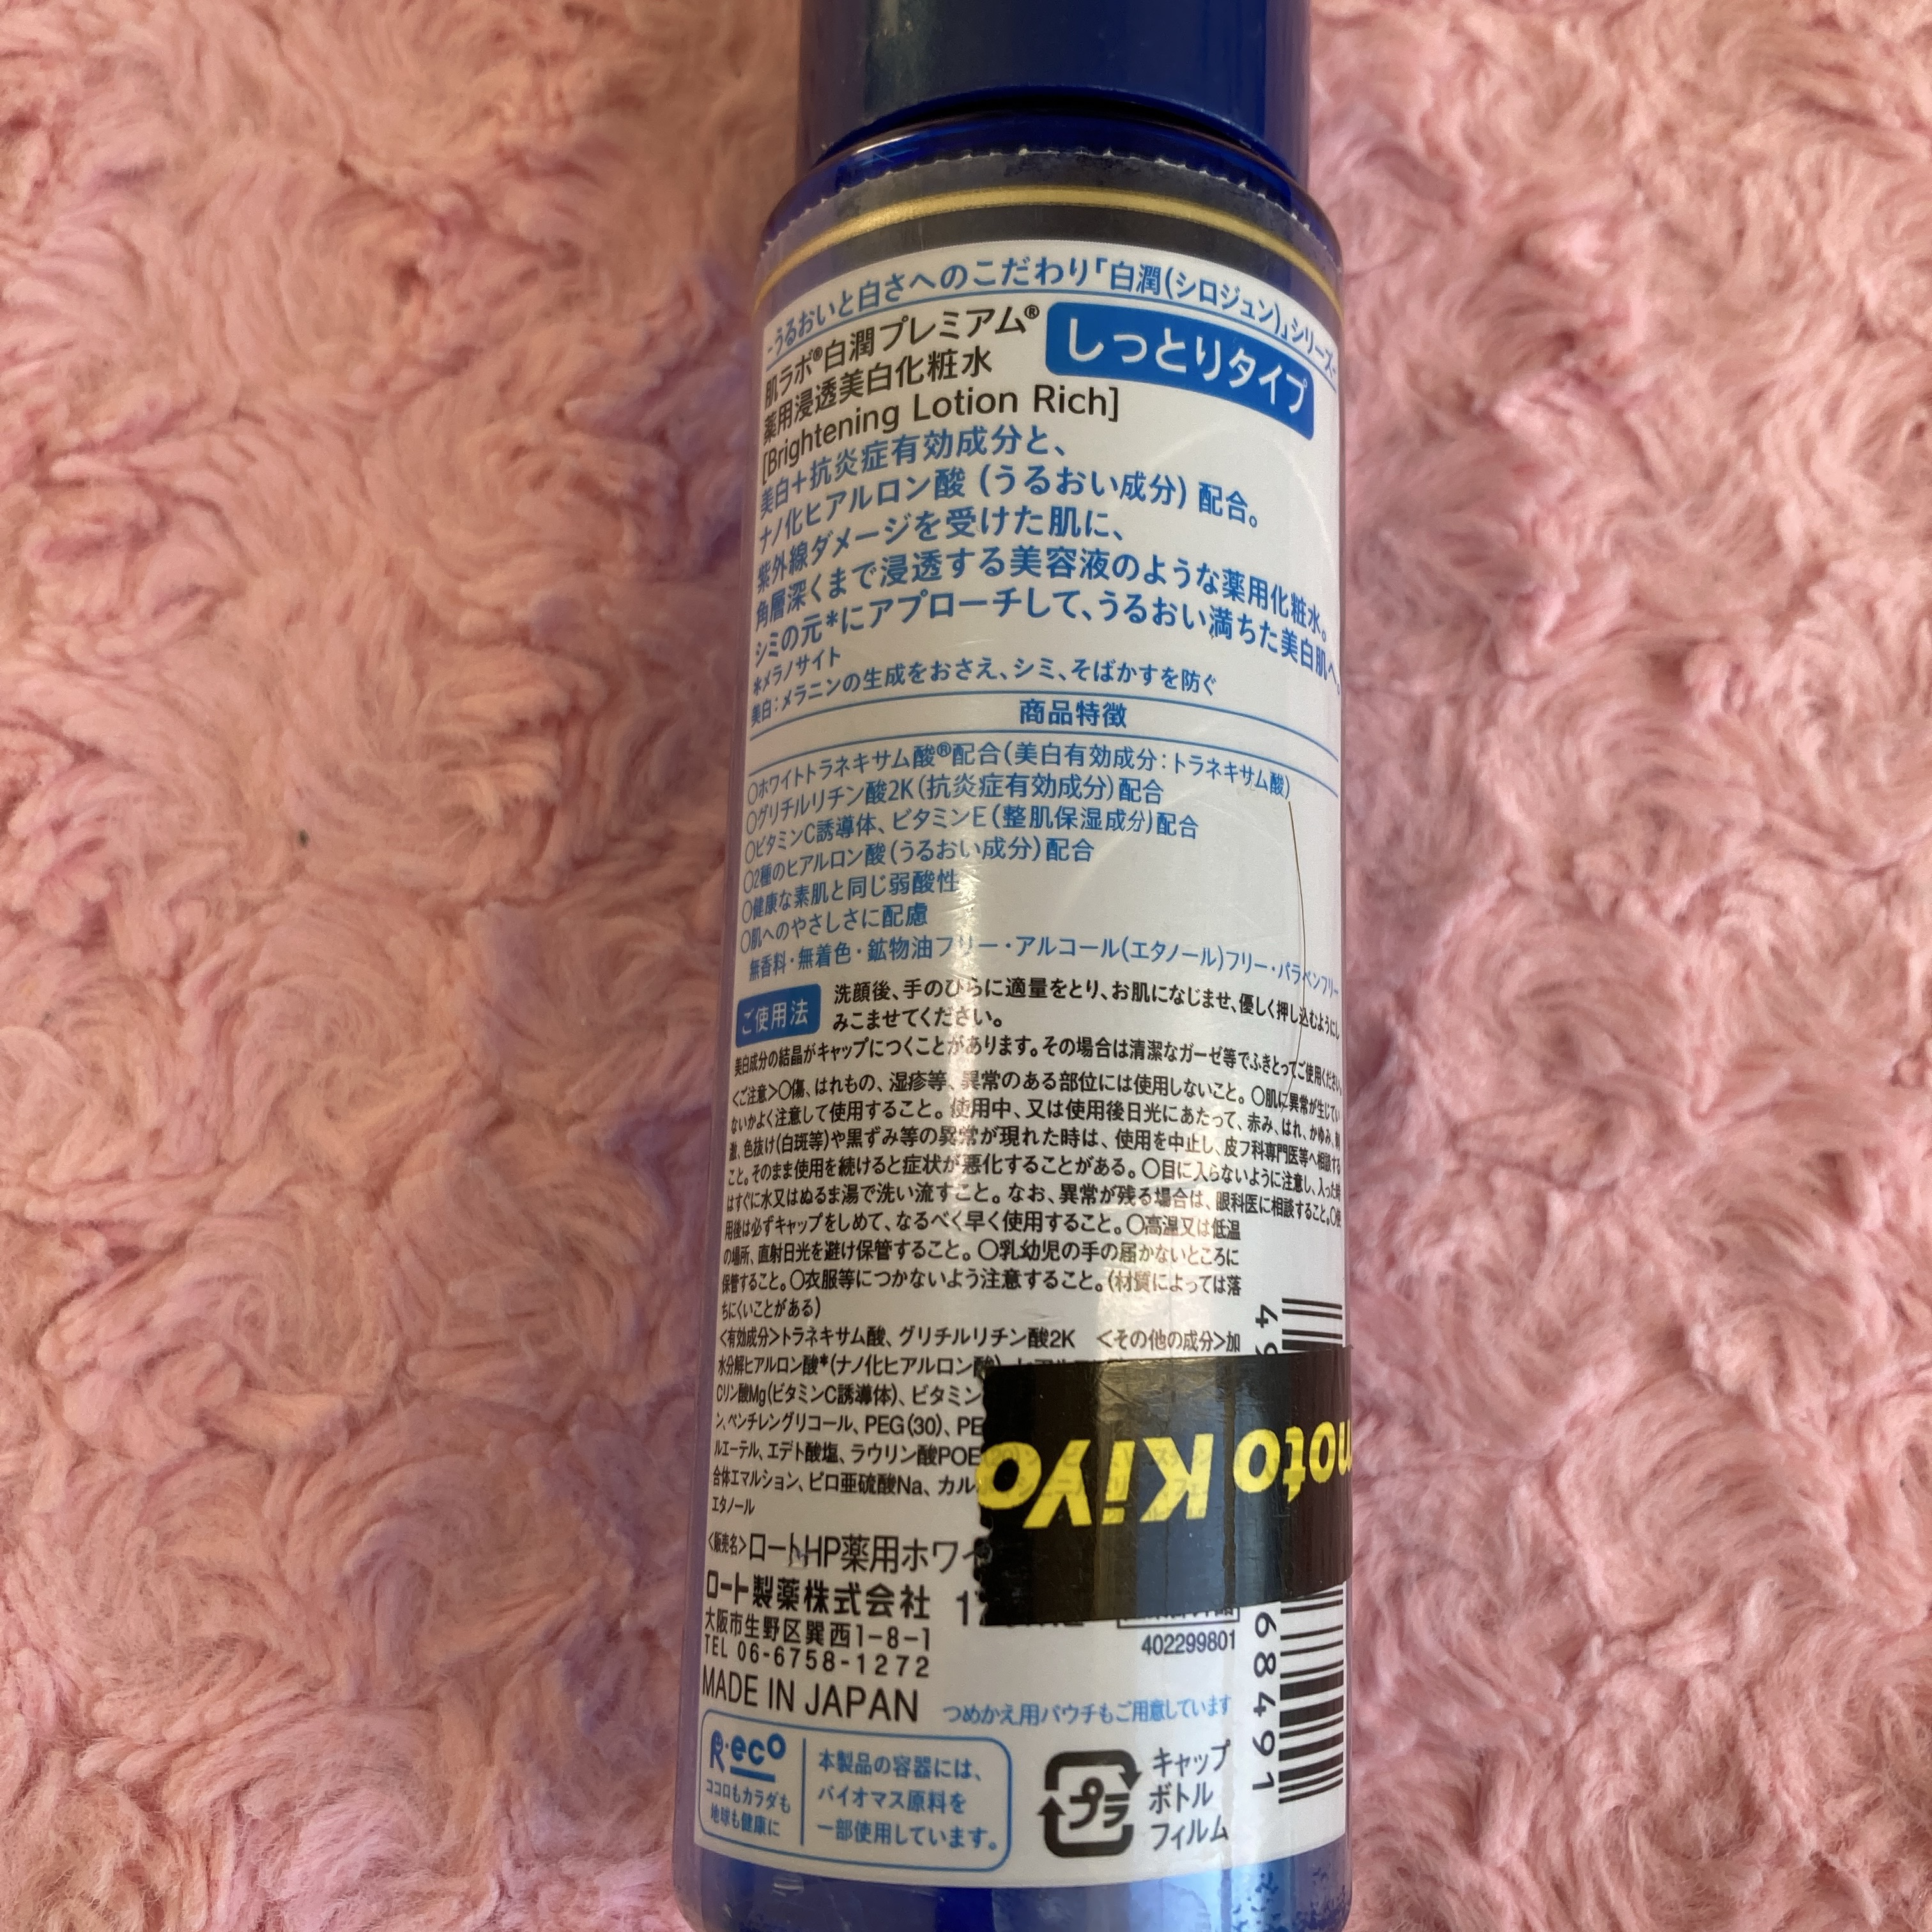 -うるおいと白さへのこだわり「白潤(シロジュン)」シリーズ-
肌ラボ®白潤プレミアム®
薬用浸透美白化粧水
しっとりタイプ
[Brightening Lotion Rich]
美白+抗炎症有効成分と、
ナノ化ヒアルロン酸(うるおい成分)配合。
紫外線ダメージを受けた肌に、
角層深くまで浸透する美容液のような薬用化粧水。
シミの元*にアプローチして、うるおい満ちた美白肌へ。
*メラノサイト
美白:メラニンの生成をおさえ、シミ、そばかすを防ぐ
商品特徴
○ホワイトトラネキサム酸®配合(美白有効成分:トラネキサム酸)
○グリチルリチン酸2K(抗炎症有効成分)配合
○ビタミンC誘導体、ビタミンE(整肌保湿成分)配合
○2種のヒアルロン酸(うるおい成分)配合
○健康な素肌と同じ弱酸性
○肌へのやさしさに配慮
無香料・無着色・鉱物油フリー・アルコール(エタノール)フリー・パラベンフリー
ご使用法
洗顔後、手のひらに適量をとり、お肌になじませ、優しく押し込むようにし
みこませてください。
美白成分の結晶がキャップにつくことがあります。その場合は清潔なガーゼ等でふきとってご使用ください。
<ご注意>○傷、はれもの、湿疹等、異常のある部位には使用しないこと。○肌に異常が生じてい
ないかよく注意して使用すること。使用中、又は使用後日光にあたって、赤み、はれ、かゆみ、刺
激、色抜け(白斑等)や黒ずみ等の異常が現れた時は、使用を中止し、皮フ科専門医等へ相談する
こと。そのまま使用を続けると症状が悪化することがある。○目に入らないように注意し、入った時
はすぐに水又はぬるま湯で洗い流すこと。なお、異常が残る場合は、眼科医に相談すること。○使
用後は必ずキャップをしめて、なるべく早く使用すること。○高温又は低温
の場所、直射日光を避け保管すること。○乳幼児の手の届かないところに
保管すること。○衣服等につかないよう注意すること。(材質によっては落
ちにくいことがある)
<有効成分>トラネキサム酸、グリチルリチン酸2K <その他の成分>加
水分解ヒアルロン酸*(ナノ化ヒアルロン酸)
Cリン酸Mg(ビタミンC誘導体)、ビタミン
ン、ペンチレングリコール、PEG(30)、PE
ルエーテル、エデト酸塩、ラウリン酸POE
合体エマルション、ピロ亜硫酸Na、カル
エタノール
moto KiYo
<販売名>ロートHP薬用ホワイ
ロート製薬株式会社
大阪市生野区巽西1-8-1
TEL 06-6758-1272
402299801
MADE IN JAPAN
つめかえ用パウチもご用意しています
49
68491
R・eco
ココロもカラダも
地球も健康に
本製品の容器には、
バイオマス原料を
一部使用しています。
プラ
キャップ
ボトル
フィルム